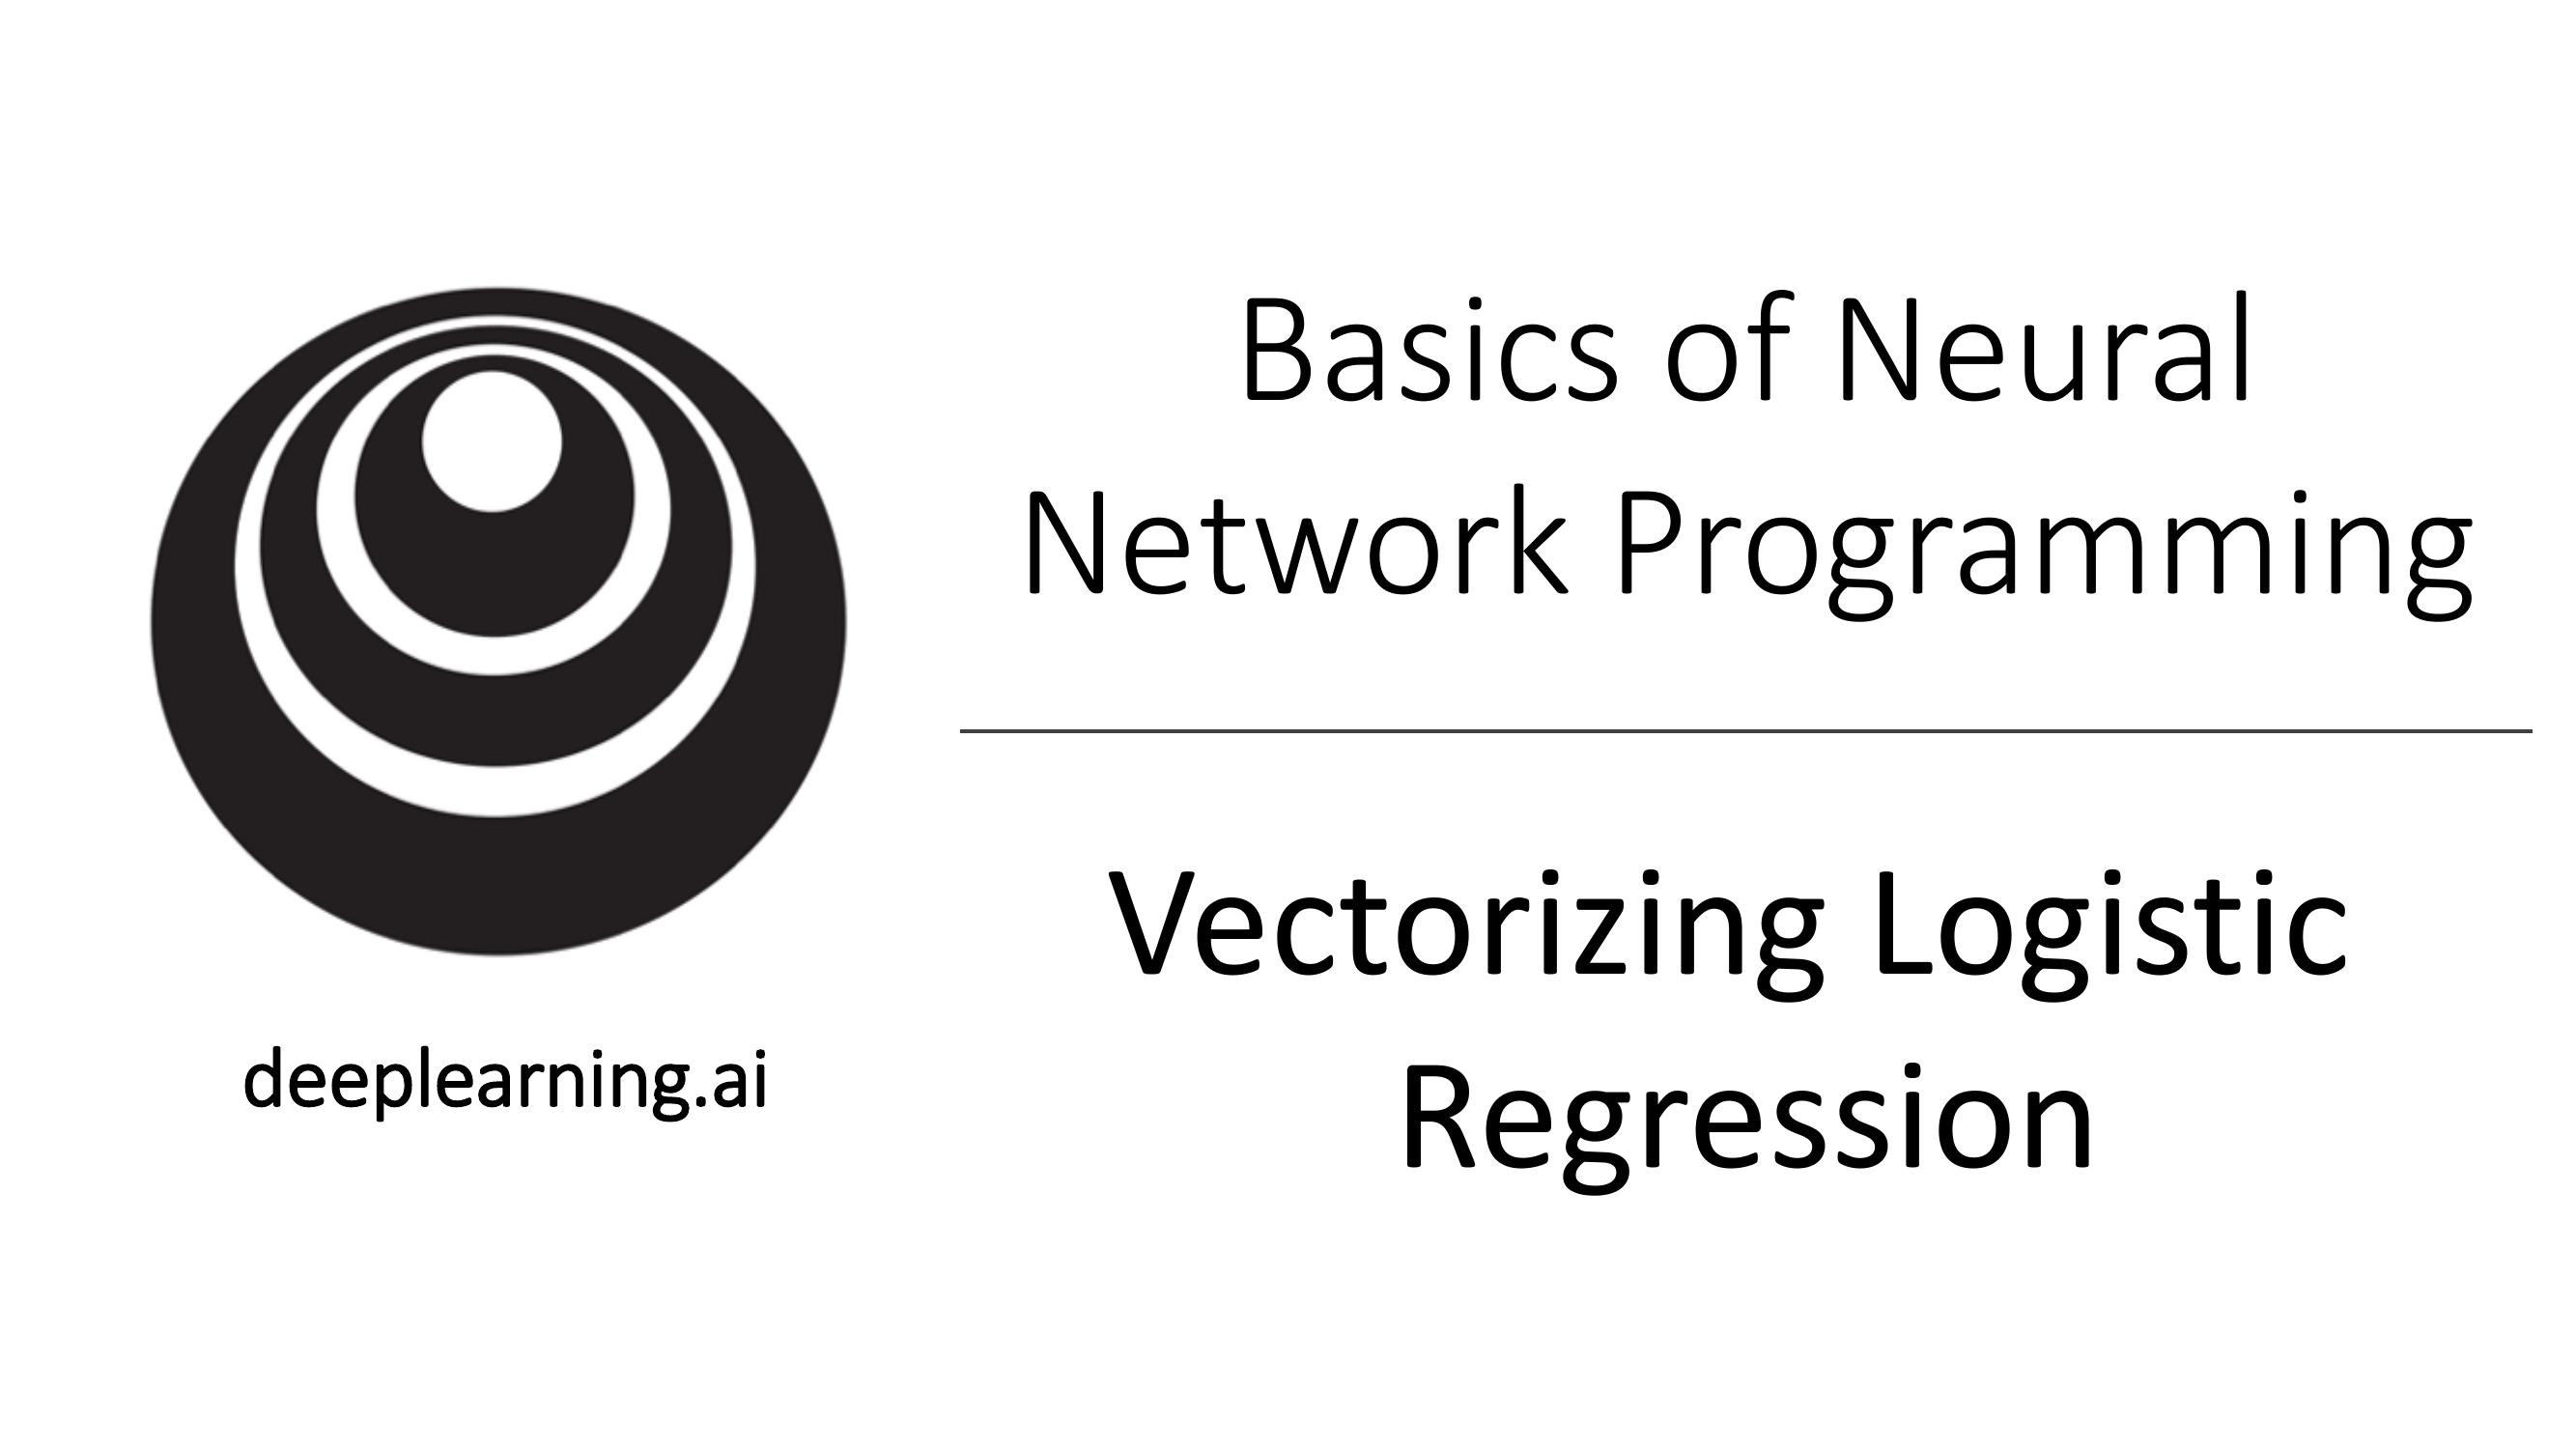 Basics of Neural
Network Programming
Vectorizing Logistic
Regression
deeplearning.ai